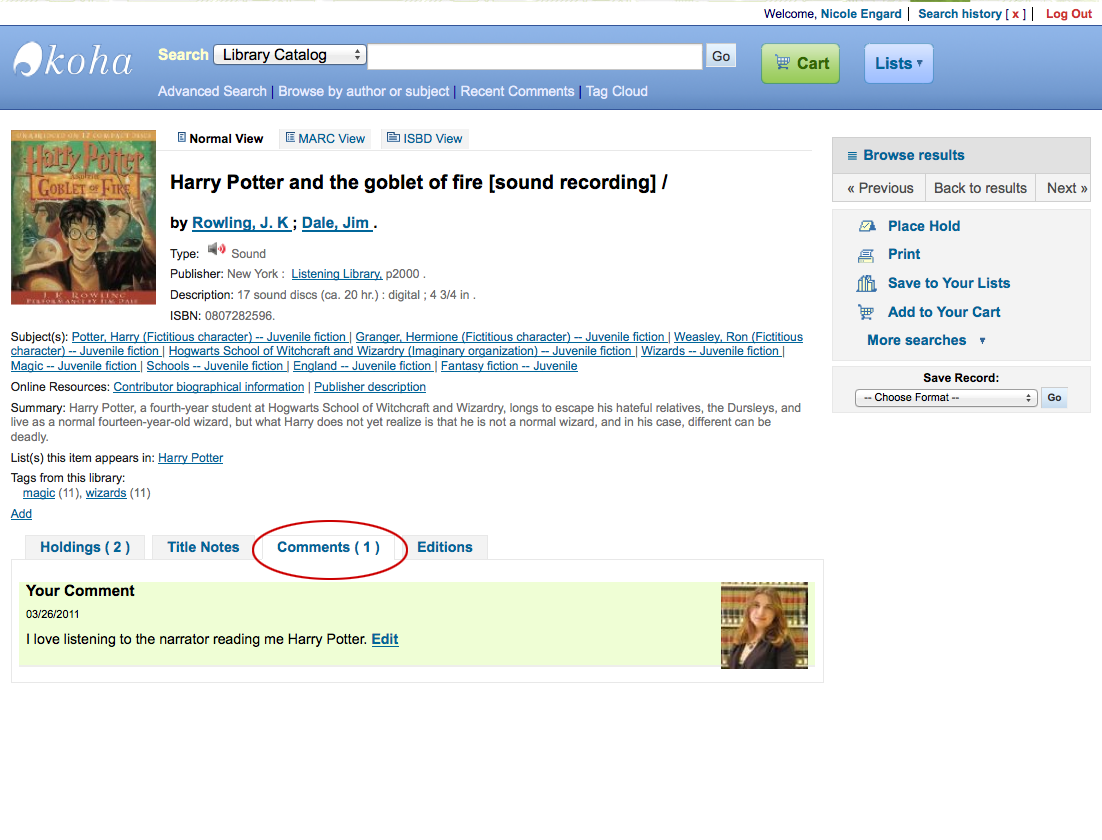 Welcome, Nicole Engard | Search history [ x ] | Log Out
koha
Search Library Catalog Go Cart Lists ▾
Advanced Search | Browse by author or subject | Recent Comments | Tag Cloud
UNABRIDGED ON 17 COMPACT DISCS
Harry Potter
AND THE
GOBLET OF FIRE
J. K. ROWLING
PERFORMANCE BY JIM DALE
Normal View MARC View ISBD View
Harry Potter and the goblet of fire [sound recording] /
by Rowling, J. K ; Dale, Jim .
Type: Sound
Publisher: New York : Listening Library, p2000 .
Description: 17 sound discs (ca. 20 hr.) : digital ; 4 3/4 in .
ISBN: 0807282596.
Subject(s): Potter, Harry (Fictitious character) -- Juvenile fiction | Granger, Hermione (Fictitious character) -- Juvenile fiction | Weasley, Ron (Fictitious
character) -- Juvenile fiction | Hogwarts School of Witchcraft and Wizardry (Imaginary organization) -- Juvenile fiction | Wizards -- Juvenile fiction |
Magic -- Juvenile fiction | Schools -- Juvenile fiction | England -- Juvenile fiction | Fantasy fiction -- Juvenile
Online Resources: Contributor biographical information | Publisher description
Summary: Harry Potter, a fourth-year student at Hogwarts School of Witchcraft and Wizardry, longs to escape his hateful relatives, the Dursleys, and
live as a normal fourteen-year-old wizard, but what Harry does not yet realize is that he is not a normal wizard, and in his case, different can be
deadly.
List(s) this item appears in: Harry Potter
Tags from this library:
magic (11), wizards (11)
Add
Holdings ( 2 ) Title Notes Comments ( 1 ) Editions
Your Comment
03/26/2011
I love listening to the narrator reading me Harry Potter. Edit
Browse results
« Previous Back to results Next »
Place Hold
Print
Save to Your Lists
Add to Your Cart
More searches ▾
Save Record:
-- Choose Format -- Go